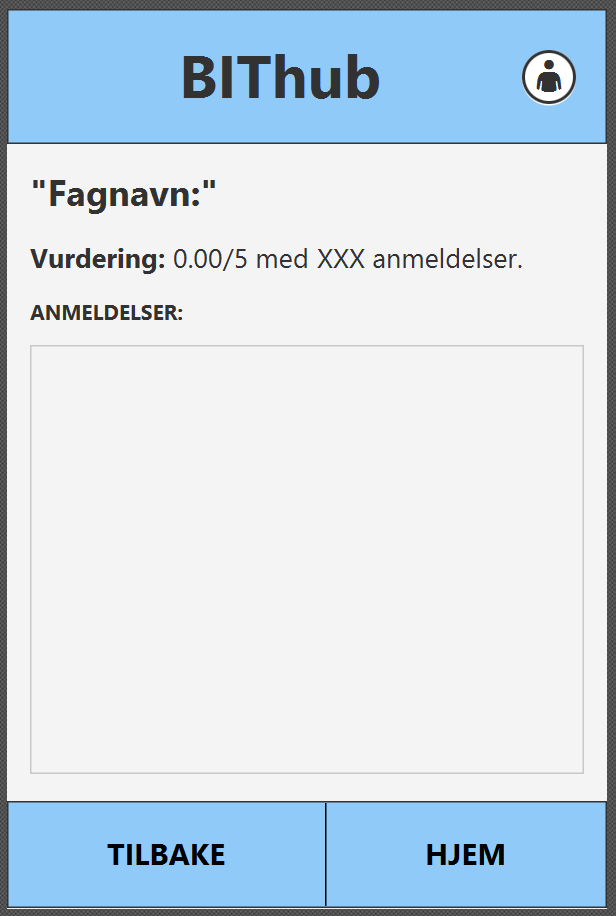 BIThub
"Fagnavn:"
Vurdering: 0.00/5 med XXX anmeldelser.
ANMELDELSER:
TILBAKE
HJEM